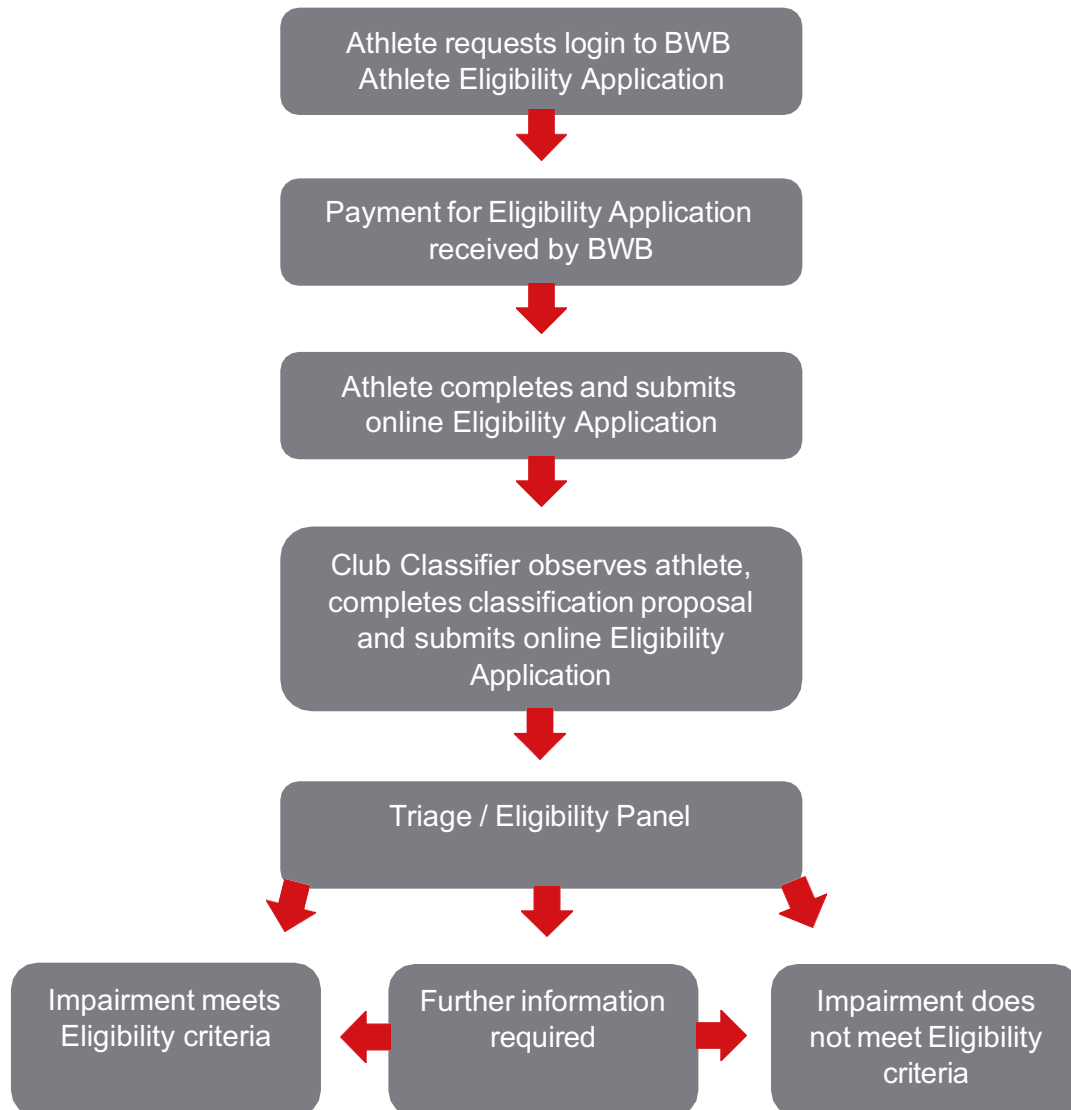 Athlete requests login to BWB
Athlete Eligibility Application
Payment for Eligibility Application
received by BWB
Athlete completes and submits
online Eligibility Application
Club Classifier observes athlete,
completes classification proposal
and submits online Eligibility
Application
Triage / Eligibility Panel
Impairment meets
Eligibility criteria
Further information
required
Impairment does
not meet Eligibility
criteria